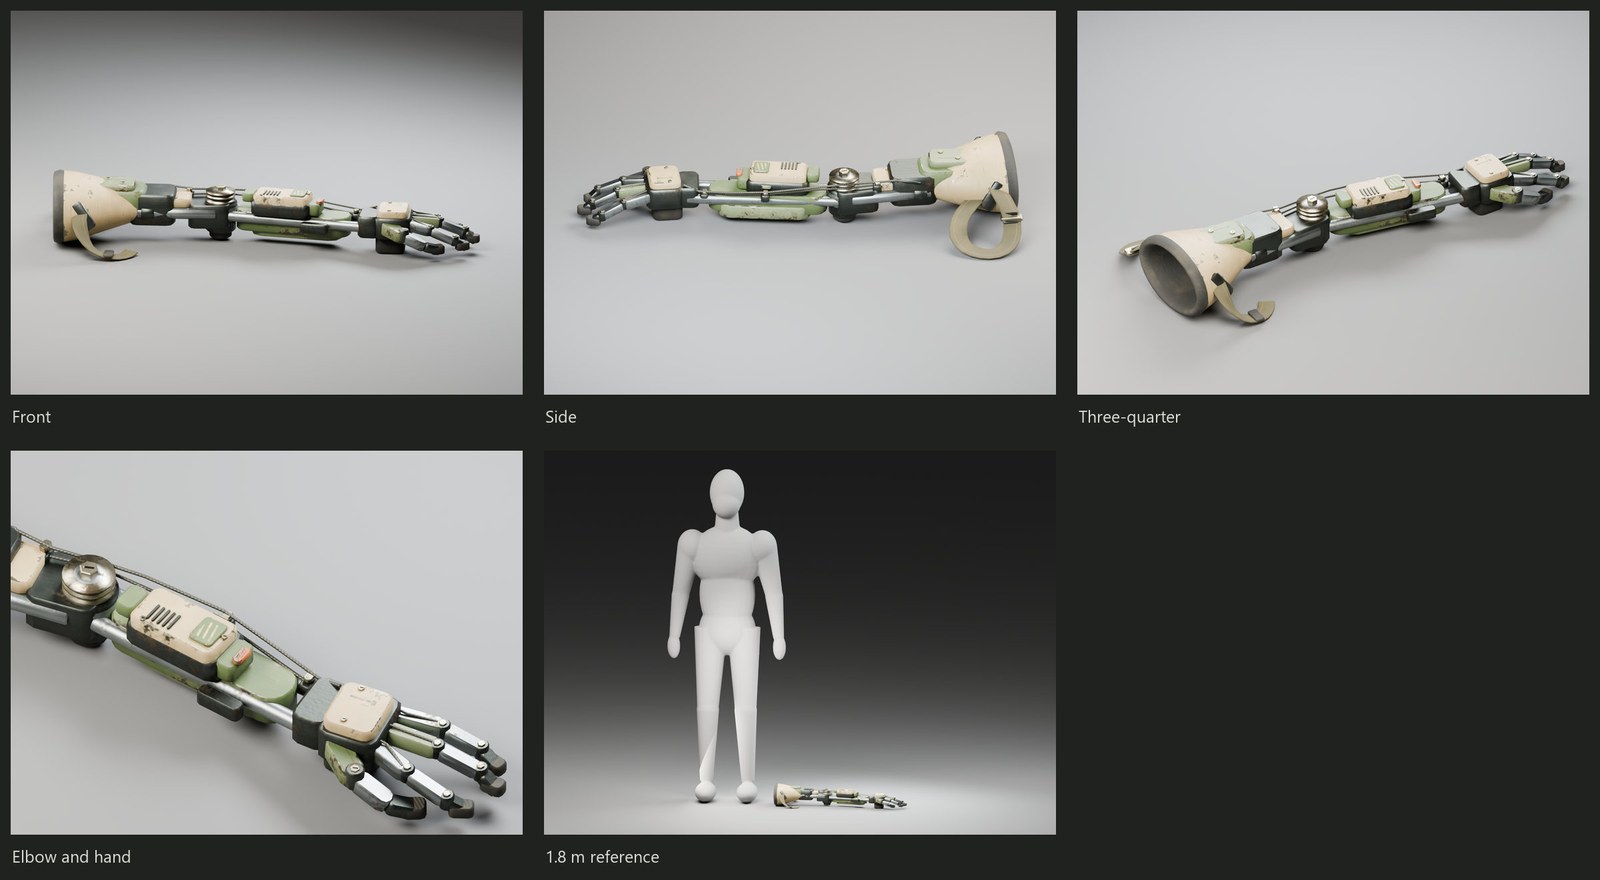 Front
Side
Three-quarter
Elbow and hand
1.8 m reference